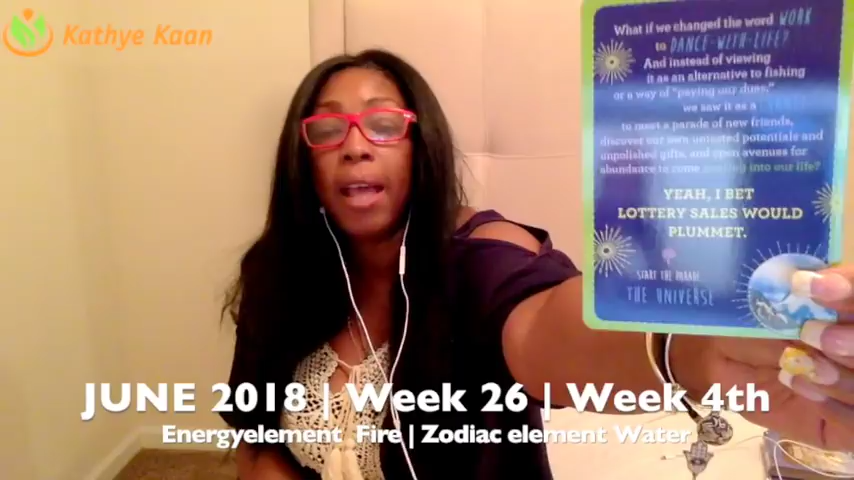 Kathye Kaan
What if we changed the word WORK
to DANCE-WITH-LIFE?
And instead of viewing
it as an alternative to fishing
or a way of "paying our dues,"
we saw it as a
to meet a parade of new friends,
discover our own untested potentials and
unpolished gifts, and open avenues for
abundance to come into our life?
YEAH, I BET
LOTTERY SALES WOULD
PLUMMET.
START THE PARADE
THE UNIVERSE
JUNE 2018 | Week 26 | Week 4th
Energyelement Fire | Zodiac element Water